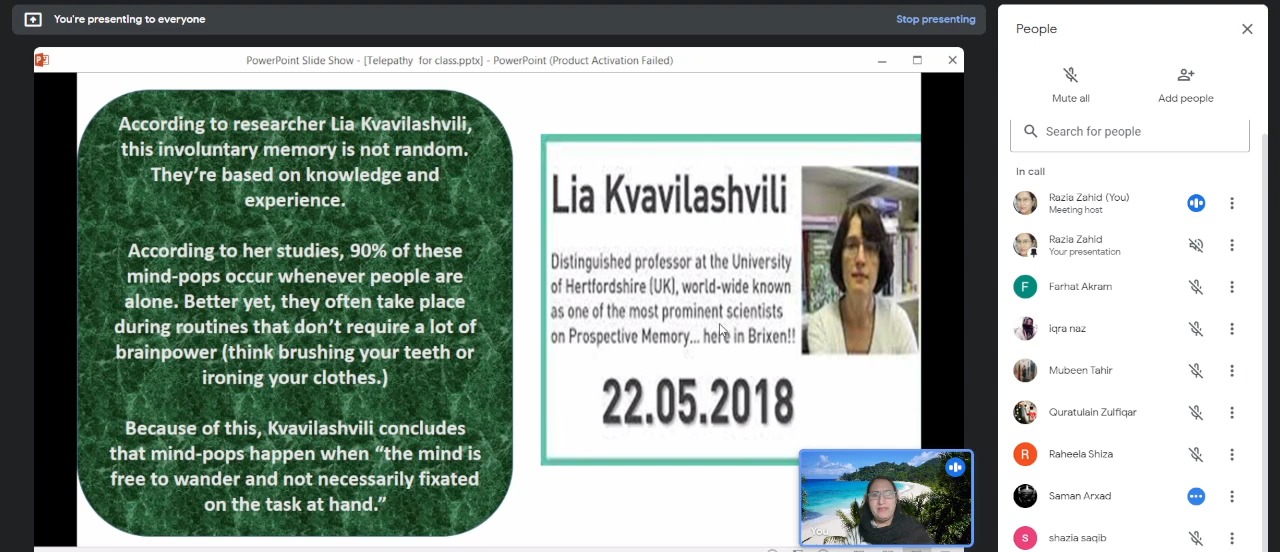 You're presenting to everyone
Stop presenting
PowerPoint Slide Show - [Telepathy for class.pptx] - PowerPoint (Product Activation Failed)
According to researcher Lia Kvavilashvili,
this involuntary memory is not random.
They're based on knowledge and
experience.
According to her studies, 90% of these
mind-pops occur whenever people are
alone. Better yet, they often take place
during routines that don't require a lot of
brainpower (think brushing your teeth or
ironing your clothes.)
Because of this, Kvavilashvili concludes
that mind-pops happen when “the mind is
free to wander and not necessarily fixated
on the task at hand.”
Lia Kvavilashvili
Distinguished professor at the University
of Hertfordshire (UK), world-wide known
as one of the most prominent scientists
on Prospective Memory... here in Brixen!!
22.05.2018
You
People
Mute all
Add people
Search for people
In call
Razia Zahid (You)
Meeting host
Razia Zahid
Your presentation
F
Farhat Akram
iqra naz
Mubeen Tahir
Quratulain Zulfiqar
R
Raheela Shiza
Saman Arxad
s
shazia saqib